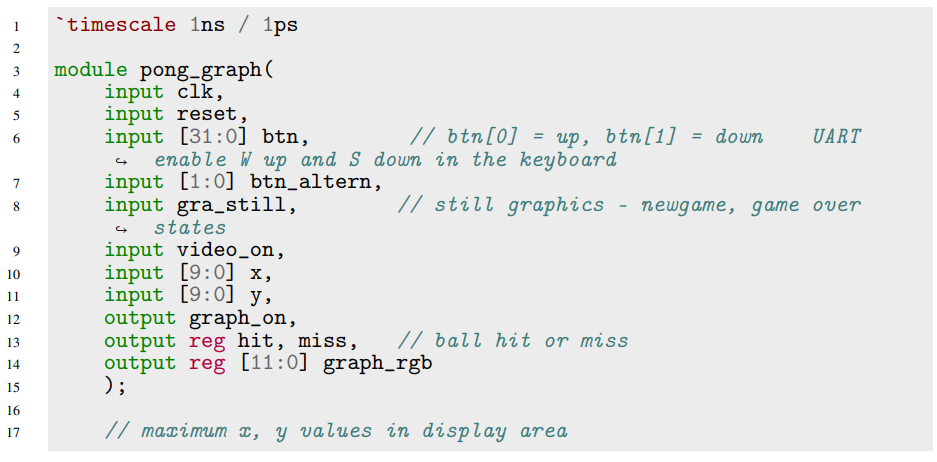 1 `timescale 1ns / 1ps
2
3 module pong_graph(
4     input clk,
5     input reset,
6     input [31:0] btn,        // btn[0] = up, btn[1] = down    UART
↪ enable W up and S down in the keyboard
7     input [1:0] btn_altern,
8     input gra_still,        // still graphics - newgame, game over
↪ states
9     input video_on,
10     input [9:0] x,
11     input [9:0] y,
12     output graph_on,
13     output reg hit, miss,   // ball hit or miss
14     output reg [11:0] graph_rgb
15     );
16
17     // maximum x, y values in display area